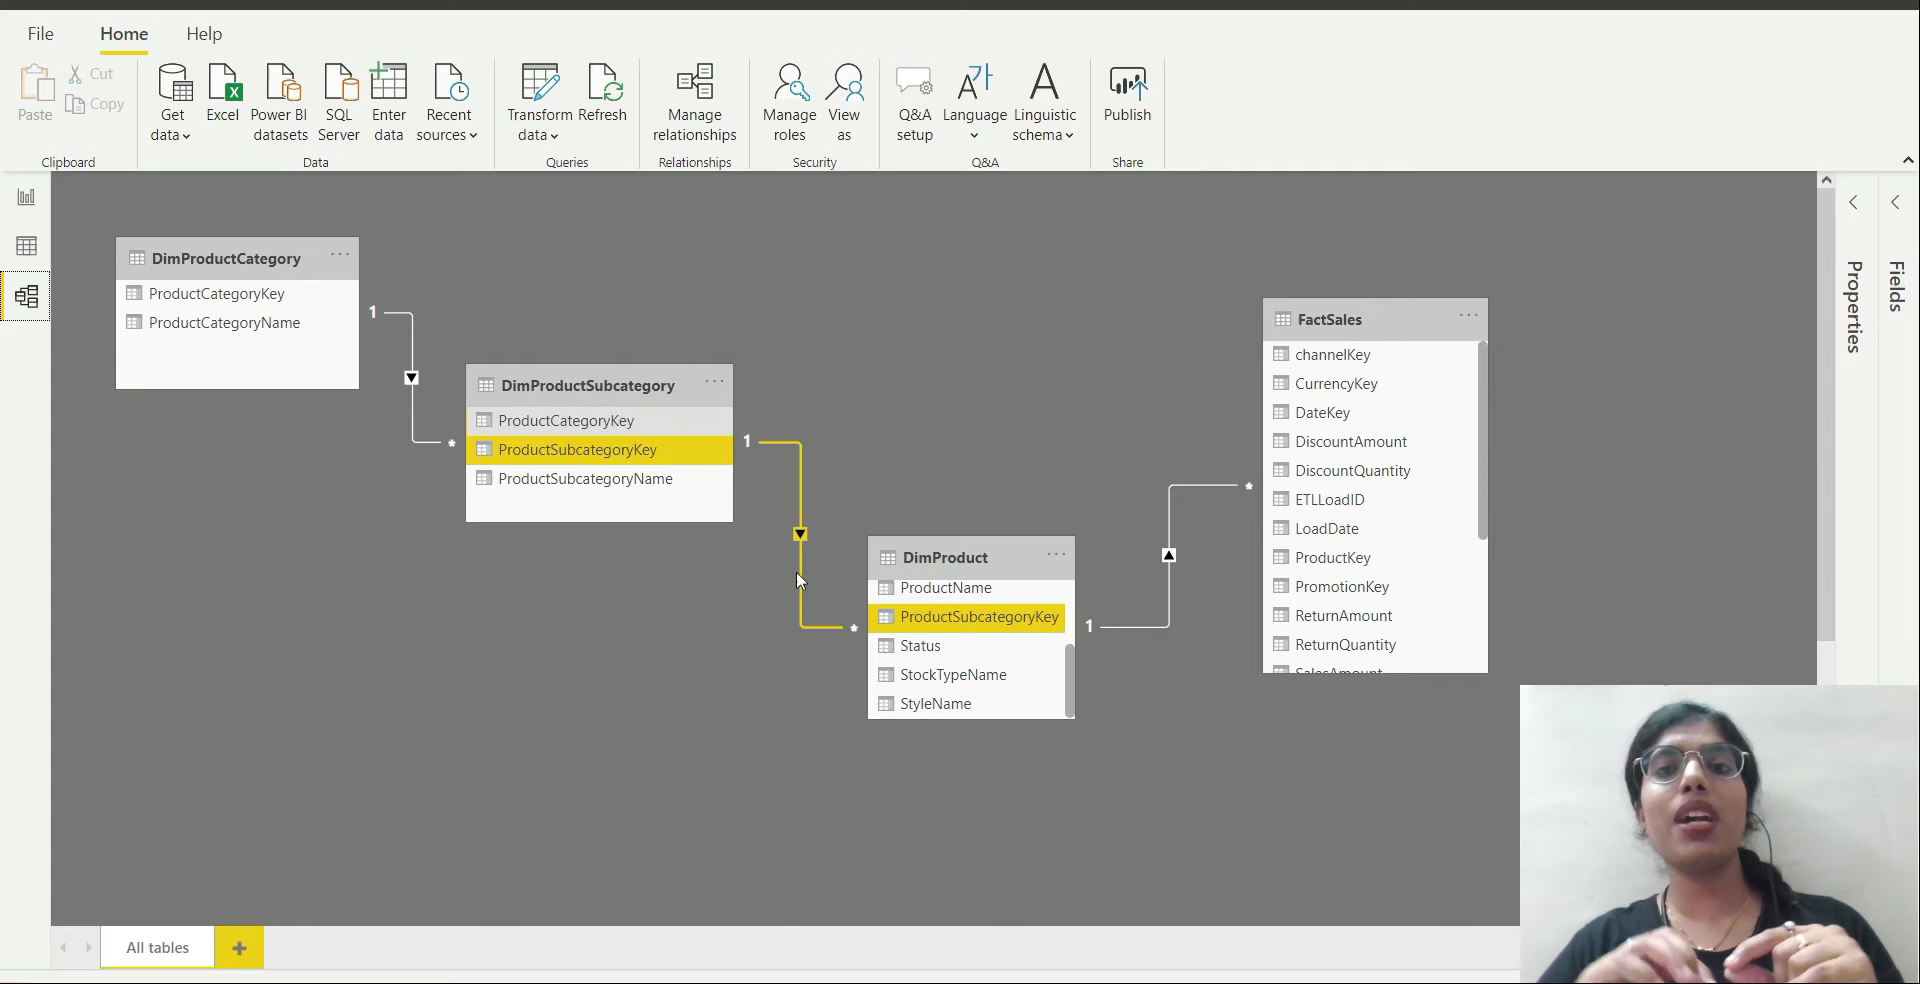 File Home Help
Paste Cut Copy
Get data Excel Power BI datasets SQL Server Enter data Recent sources Transform data Refresh Manage relationships Manage roles View as Q&A setup Language Linguistic schema Publish
Clipboard Data Queries Relationships Security Q&A Share
DimProductCategory ...
ProductCategoryKey
ProductCategoryName
1
*
DimProductSubcategory ...
ProductCategoryKey
ProductSubcategoryKey
ProductSubcategoryName
1
*
DimProduct ...
ProductName
ProductSubcategoryKey
Status
StockTypeName
StyleName
1
*
FactSales ...
channelKey
CurrencyKey
DateKey
DiscountAmount
DiscountQuantity
ETLLoadID
LoadDate
ProductKey
PromotionKey
ReturnAmount
ReturnQuantity
SalesAmount
Properties
Fields
All tables +